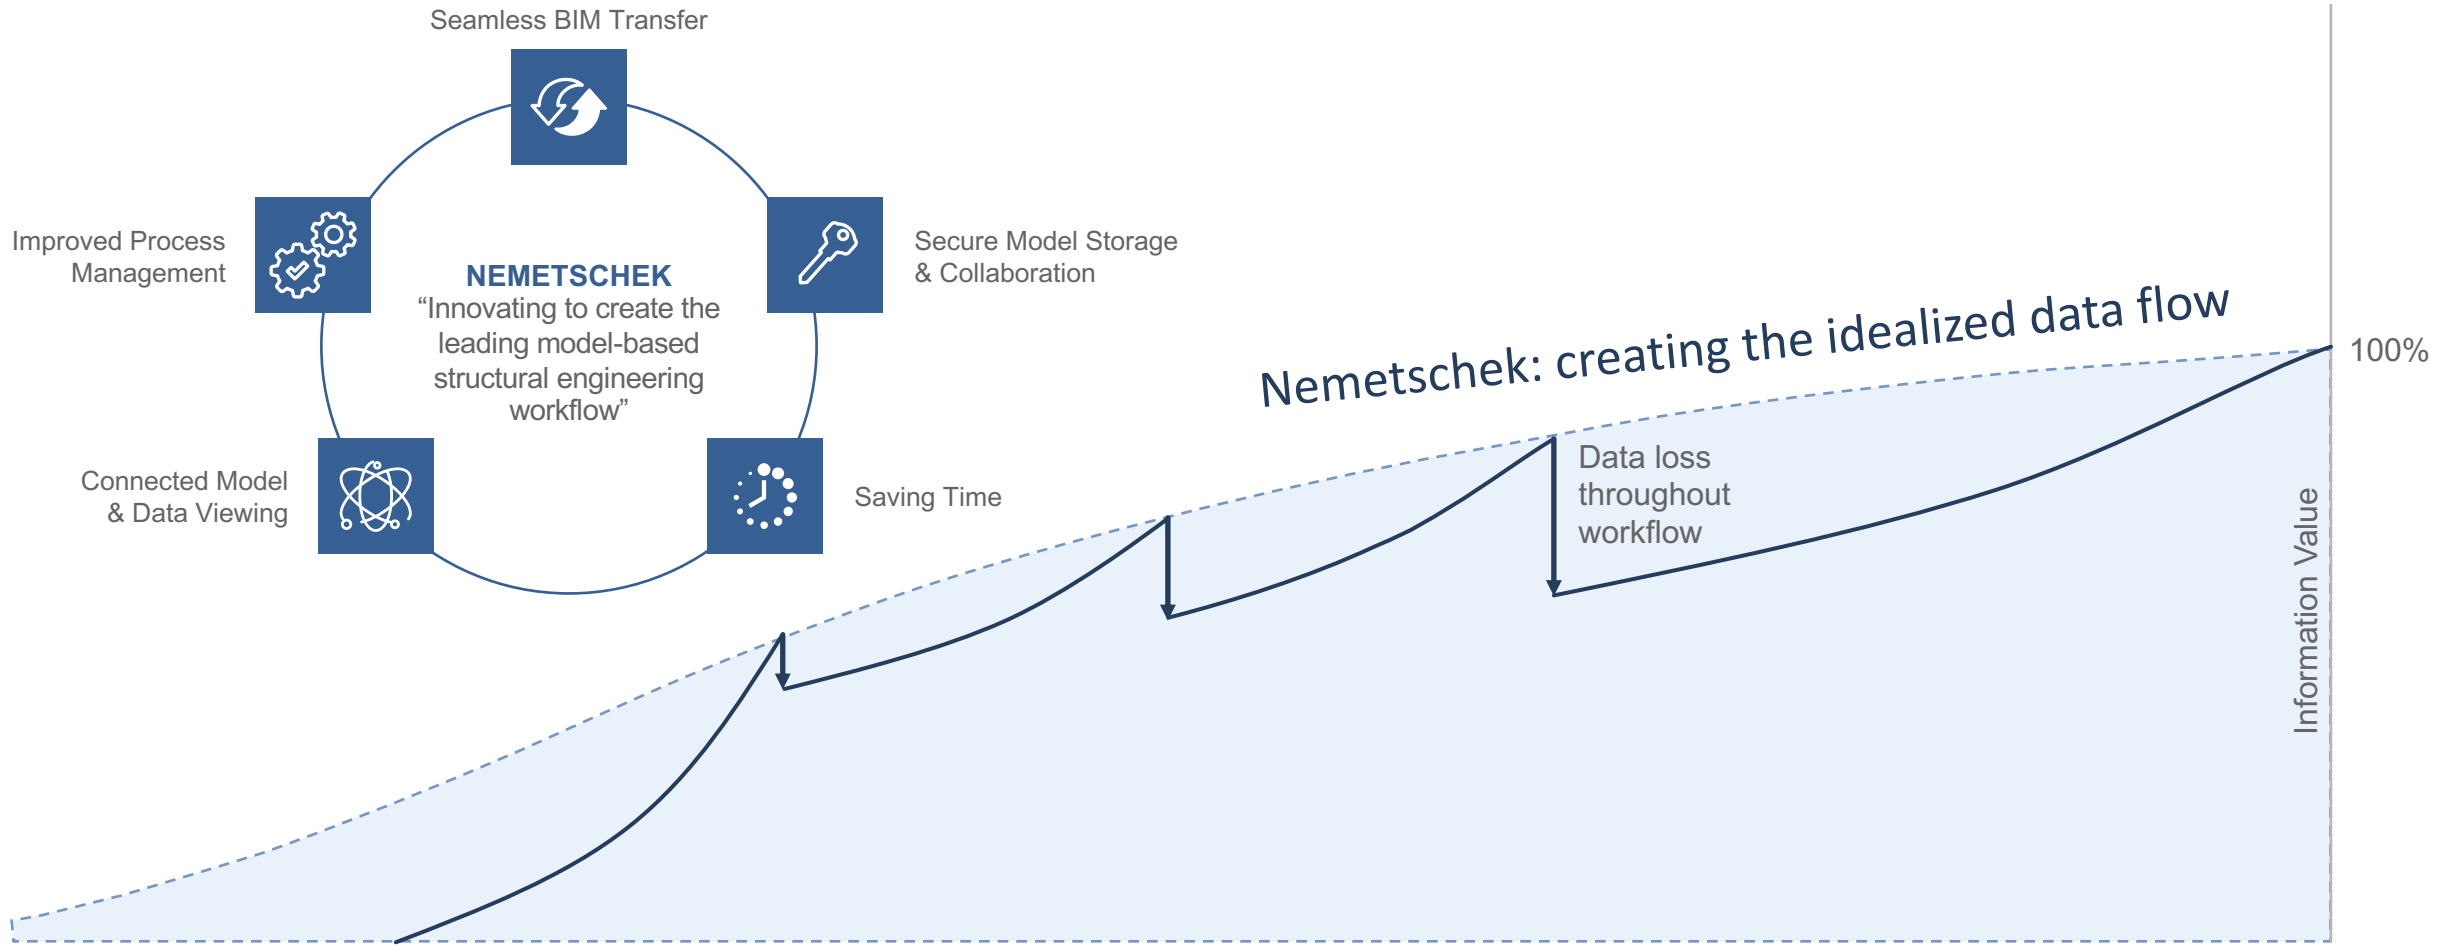 Seamless BIM Transfer
Improved Process
Management
Secure Model Storage
& Collaboration
NEMETSCHEK
“Innovating to create the
leading model-based
structural engineering
workflow”
Connected Model
& Data Viewing
Saving Time
Nemetschek: creating the idealized data flow
100%
Data loss
throughout
workflow
Information Value